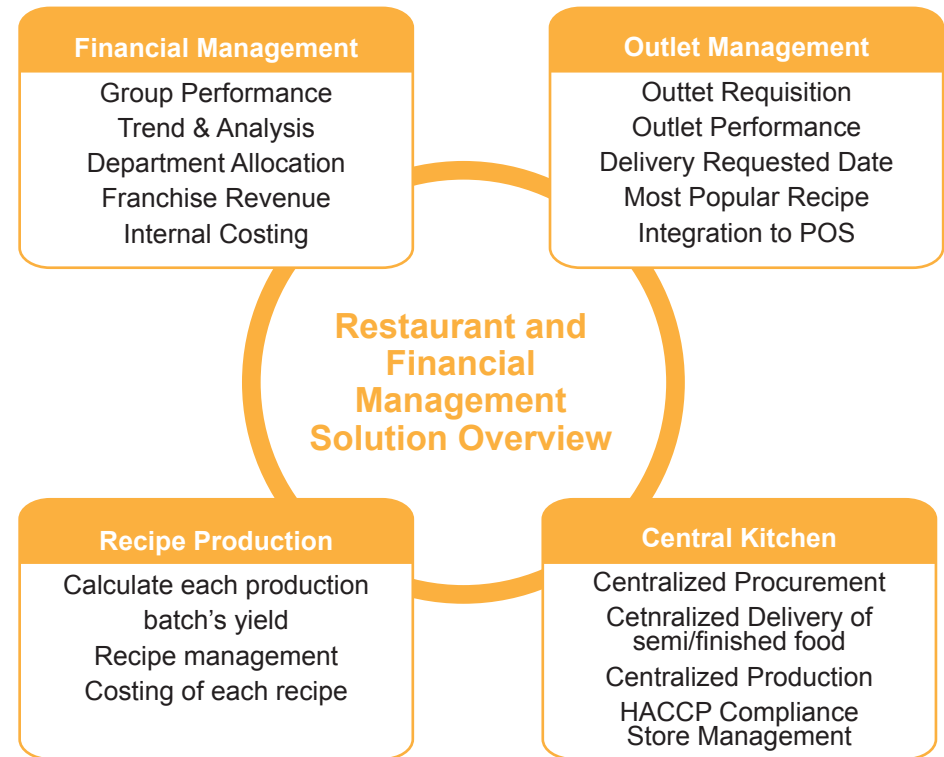 Financial Management
Group Performance
Trend & Analysis
Department Allocation
Franchise Revenue
Internal Costing
Outlet Management
Outtet Requisition
Outlet Performance
Delivery Requested Date
Most Popular Recipe
Integration to POS
Restaurant and
Financial
Management
Solution Overview
Recipe Production
Calculate each production
batch’s yield
Recipe management
Costing of each recipe
Central Kitchen
Centralized Procurement
Cetnralized Delivery of
semi/finished food
Centralized Production
HACCP Compliance
Store Management